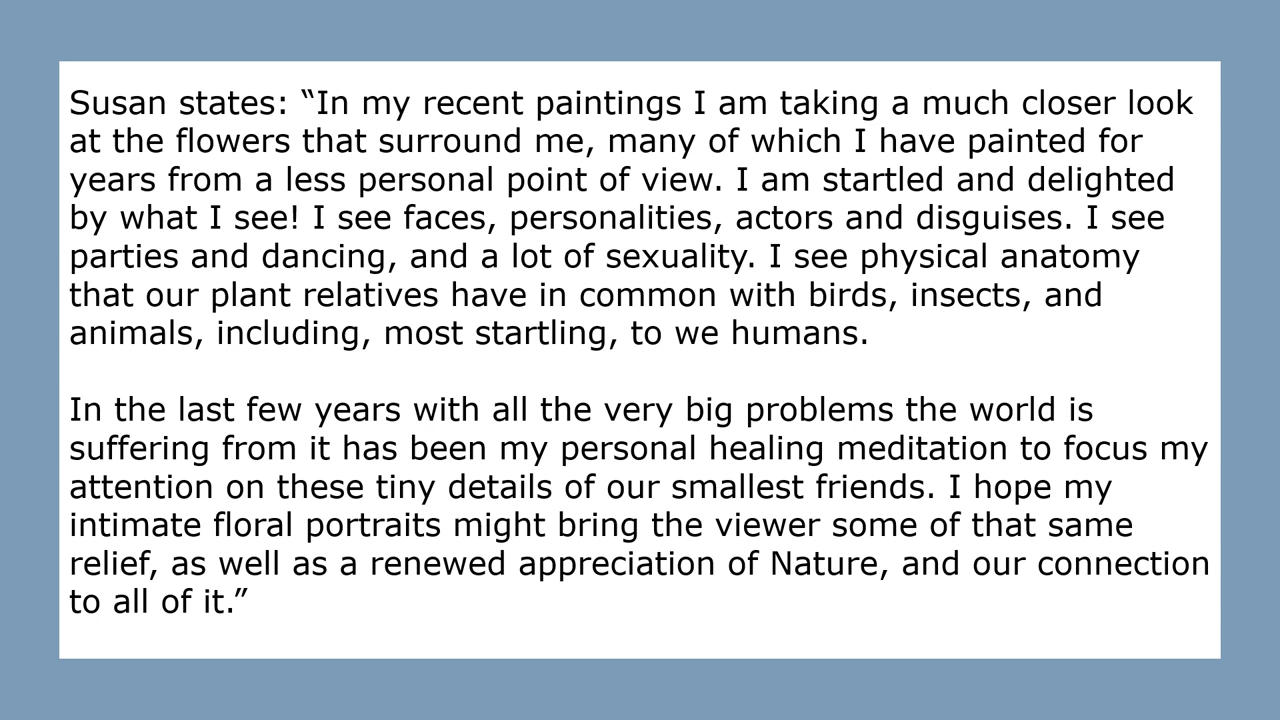 Susan states: “In my recent paintings I am taking a much closer look
at the flowers that surround me, many of which I have painted for
years from a less personal point of view. I am startled and delighted
by what I see! I see faces, personalities, actors and disguises. I see
parties and dancing, and a lot of sexuality. I see physical anatomy
that our plant relatives have in common with birds, insects, and
animals, including, most startling, to we humans.
In the last few years with all the very big problems the world is
suffering from it has been my personal healing meditation to focus my
attention on these tiny details of our smallest friends. I hope my
intimate floral portraits might bring the viewer some of that same
relief, as well as a renewed appreciation of Nature, and our connection
to all of it.”